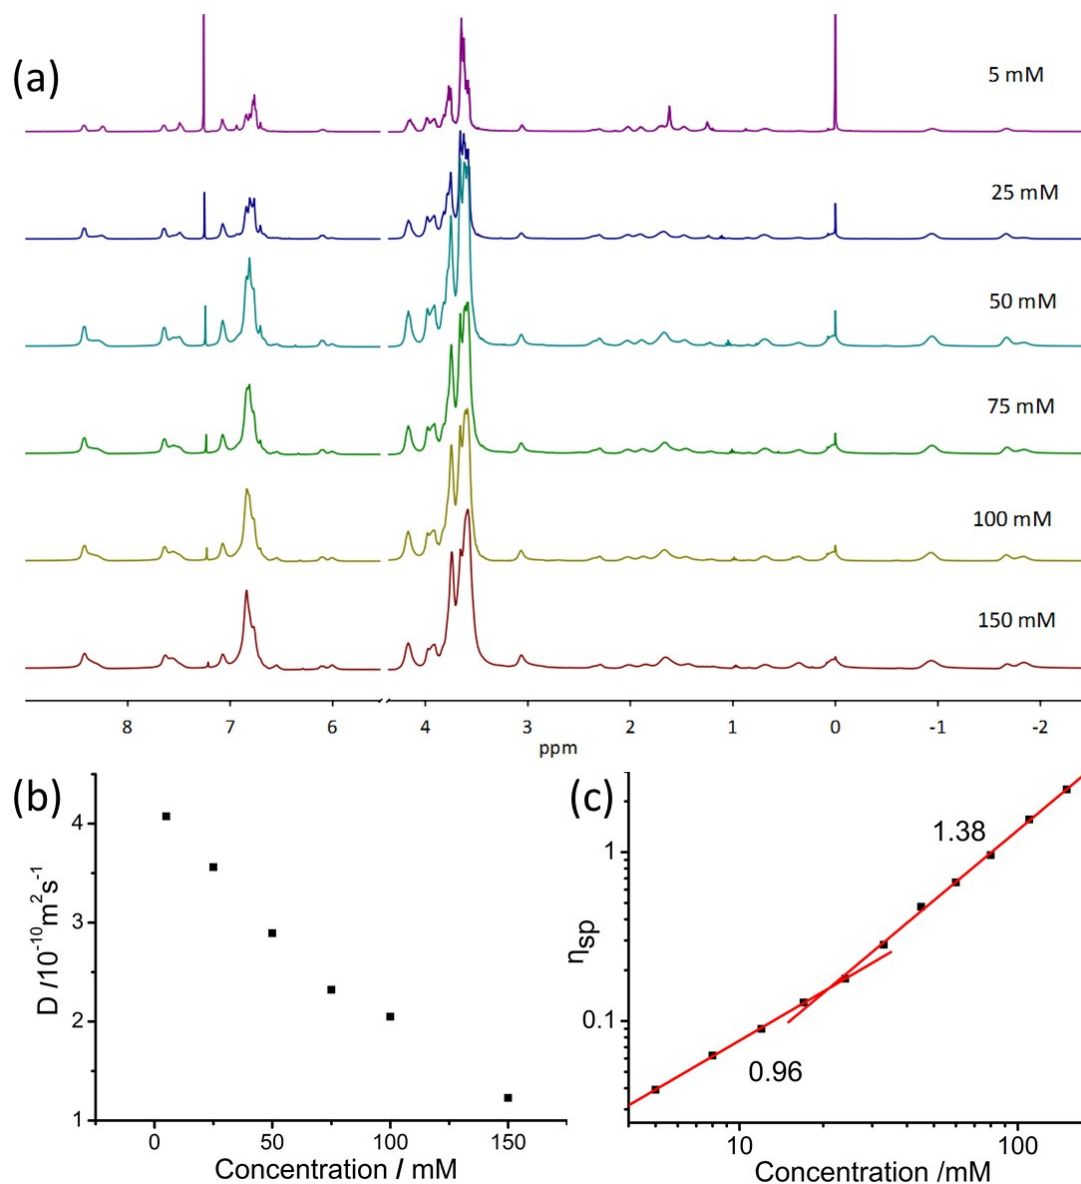 (a)
5 mM
25 mM
50 mM
75 mM
100 mM
150 mM
8 7 6 4 3 2 1 0 -1 -2
ppm
(b)
4
3
2
1
D /10⁻¹⁰m²s⁻¹
0 50 100 150
Concentration / mM
(c)
1.38
1
ηsp
0.1
0.96
10 100
Concentration /mM